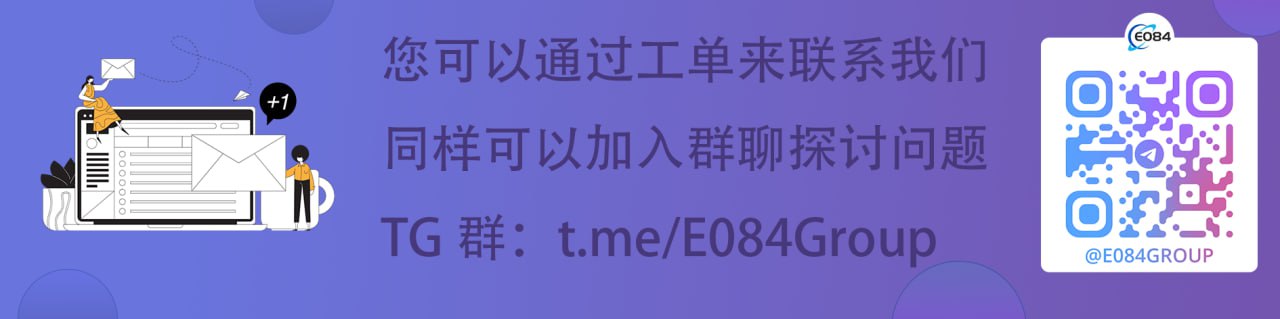 您可以通过工单来联系我们
同样可以加入群聊探讨问题
TG 群：t.me/E084Group
+1
E084
@E084GROUP